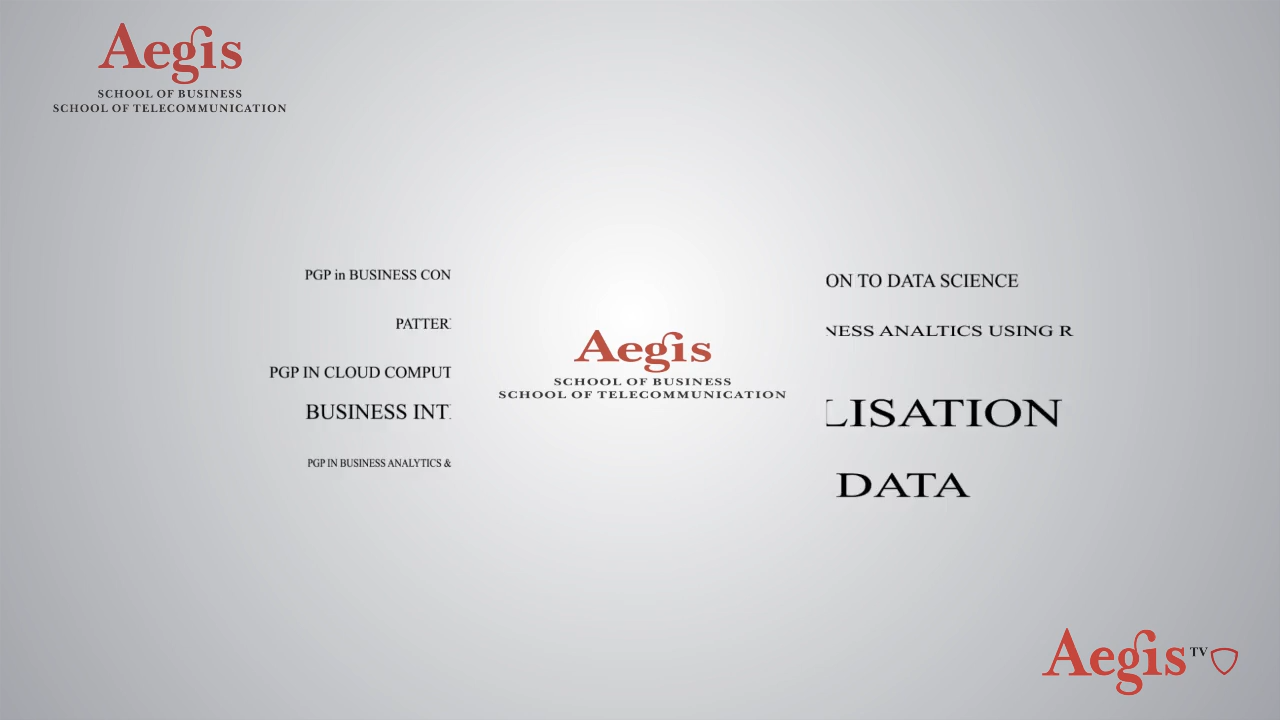 Aegis
SCHOOL OF BUSINESS
SCHOOL OF TELECOMMUNICATION
PGP in BUSINESS CON
PATTER
PGP IN CLOUD COMPUT
BUSINESS INT
PGP IN BUSINESS ANALYTICS &
Aegis
SCHOOL OF BUSINESS
SCHOOL OF TELECOMMUNICATION
ON TO DATA SCIENCE
NESS ANALTICS USING R
LISATION
DATA
Aegis TV